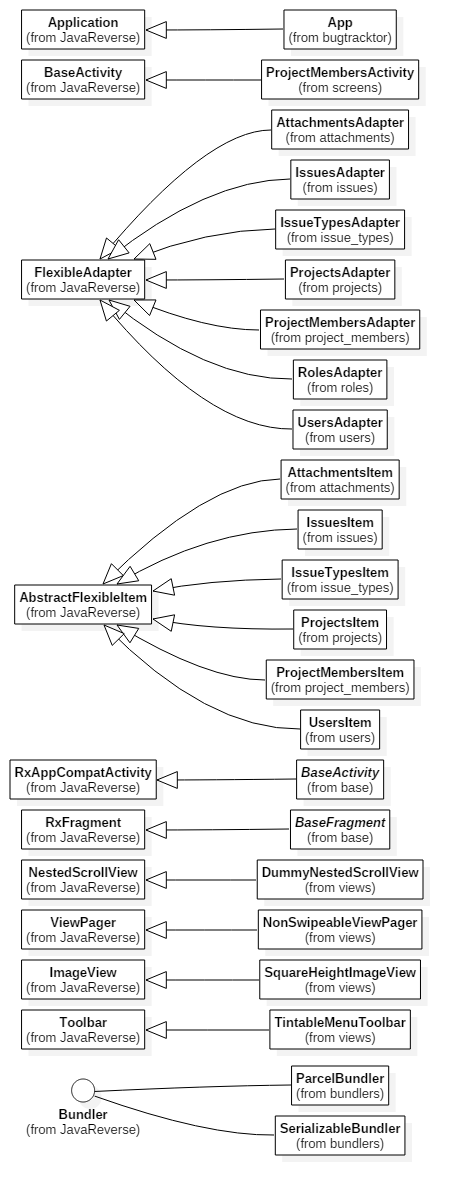 Application
(from JavaReverse)
App
(from bugtracktor)
BaseActivity
(from JavaReverse)
ProjectMembersActivity
(from screens)
AttachmentsAdapter
(from attachments)
IssuesAdapter
(from issues)
IssueTypesAdapter
(from issue_types)
FlexibleAdapter
(from JavaReverse)
ProjectsAdapter
(from projects)
ProjectMembersAdapter
(from project_members)
RolesAdapter
(from roles)
UsersAdapter
(from users)
AttachmentsItem
(from attachments)
IssuesItem
(from issues)
IssueTypesItem
(from issue_types)
AbstractFlexibleItem
(from JavaReverse)
ProjectsItem
(from projects)
ProjectMembersItem
(from project_members)
UsersItem
(from users)
RxAppCompatActivity
(from JavaReverse)
BaseActivity
(from base)
RxFragment
(from JavaReverse)
BaseFragment
(from base)
NestedScrollView
(from JavaReverse)
DummyNestedScrollView
(from views)
ViewPager
(from JavaReverse)
NonSwipeableViewPager
(from views)
ImageView
(from JavaReverse)
SquareHeightImageView
(from views)
Toolbar
(from JavaReverse)
TintableMenuToolbar
(from views)
ParcelBundler
(from bundlers)
Bundler
(from JavaReverse)
SerializableBundler
(from bundlers)